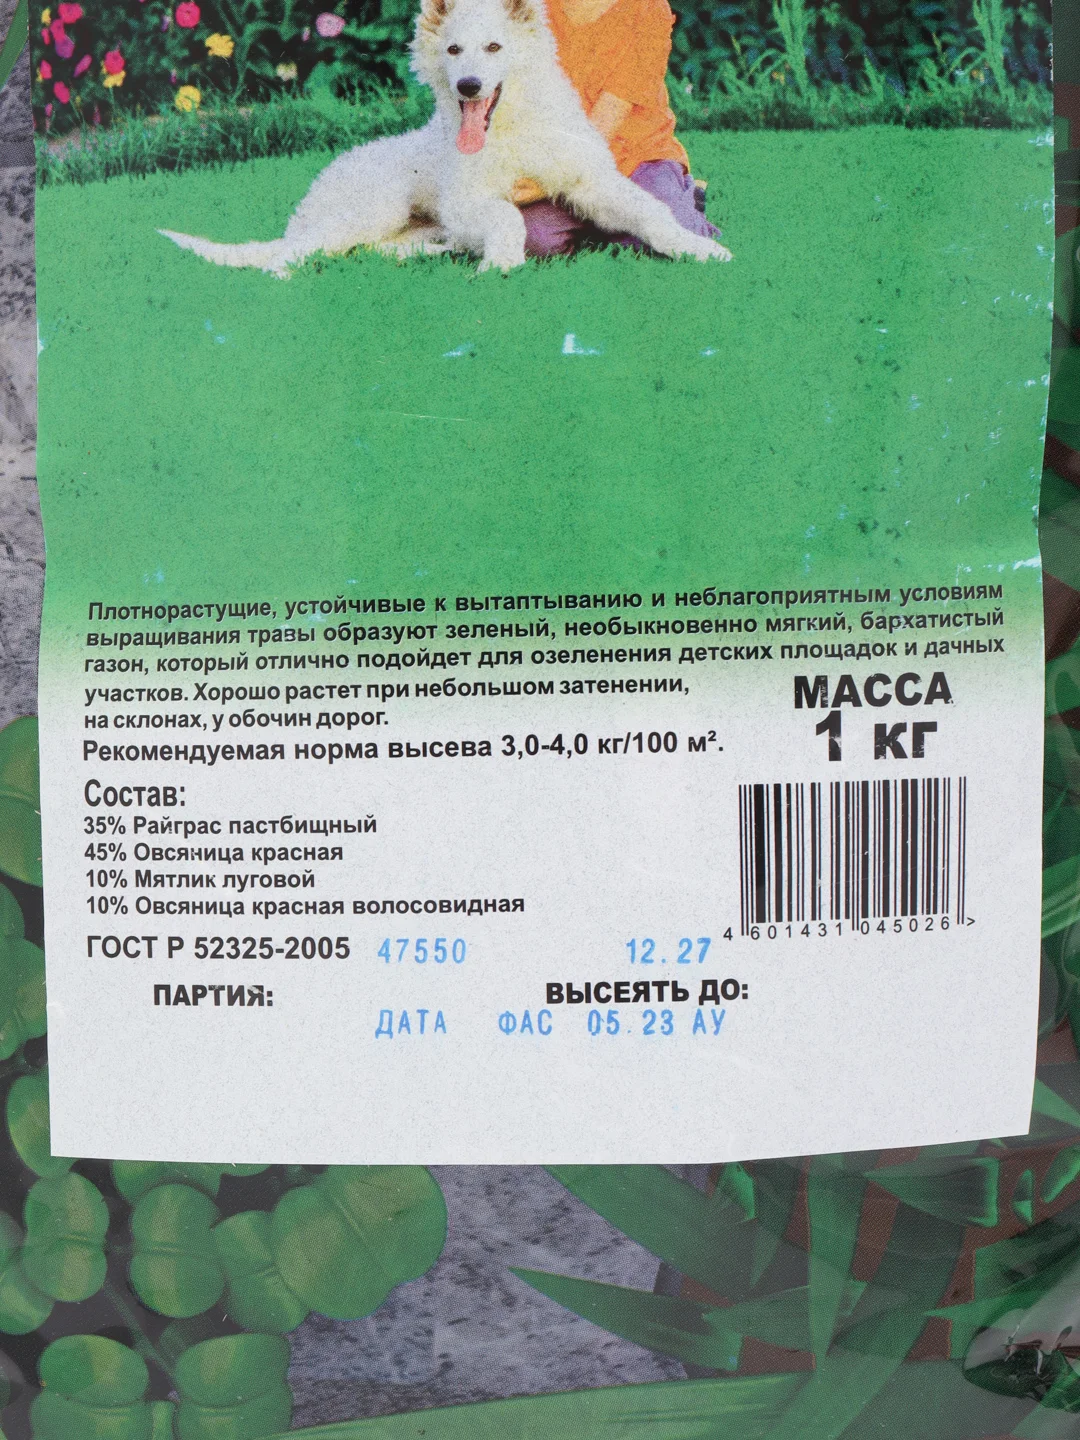 Плотнорастущие, устойчивые к вытаптыванию и неблагоприятным условиям
выращивания травы образуют зеленый, необыкновенно мягкий, бархатистый
газон, который отлично подойдет для озеленения детских площадок и дачных
участков. Хорошо растет при небольшом затенении,
на склонах, у обочин дорог.
МАССА
1 кг
Рекомендуемая норма высева 3,0-4,0 кг/100 м².
Состав:
35% Райграс пастбищный
45% Овсяница красная
10% Мятлик луговой
10% Овсяница красная волосовидная
4 601431 045026 >
ГОСТ Р 52325-2005 47550 12.27
ПАРТИЯ: ВЫСЕЯТЬ ДО:
ДАТА ФАС 05.23 АУ